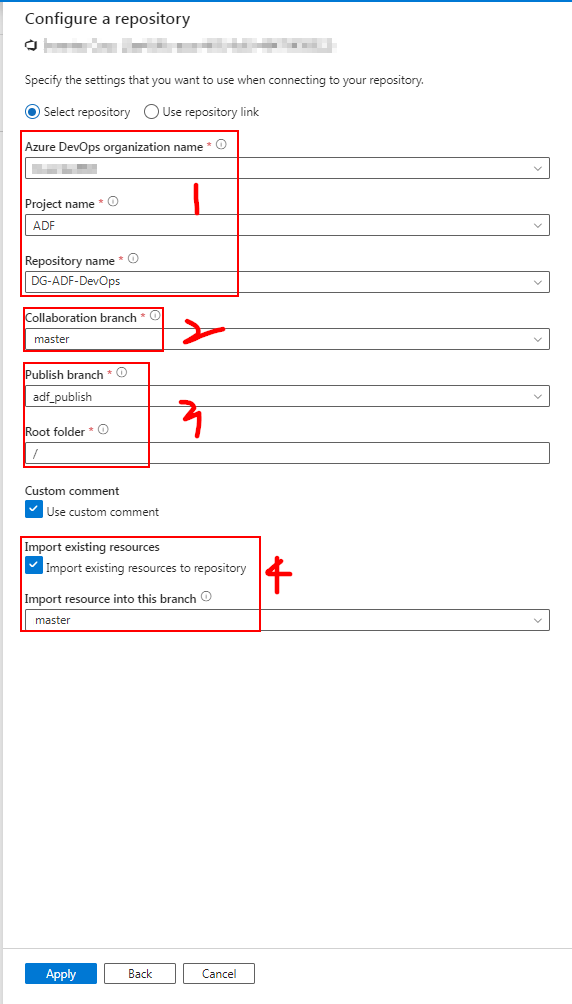 Configure a repository
Specify the settings that you want to use when connecting to your repository.
Select repository Use repository link
Azure DevOps organization name *
1
Project name *
ADF
Repository name *
DG-ADF-DevOps
Collaboration branch *
2
master
Publish branch *
adf_publish
3
Root folder *
/
Custom comment
Use custom comment
Import existing resources
Import existing resources to repository
4
Import resource into this branch
master
Apply Back Cancel